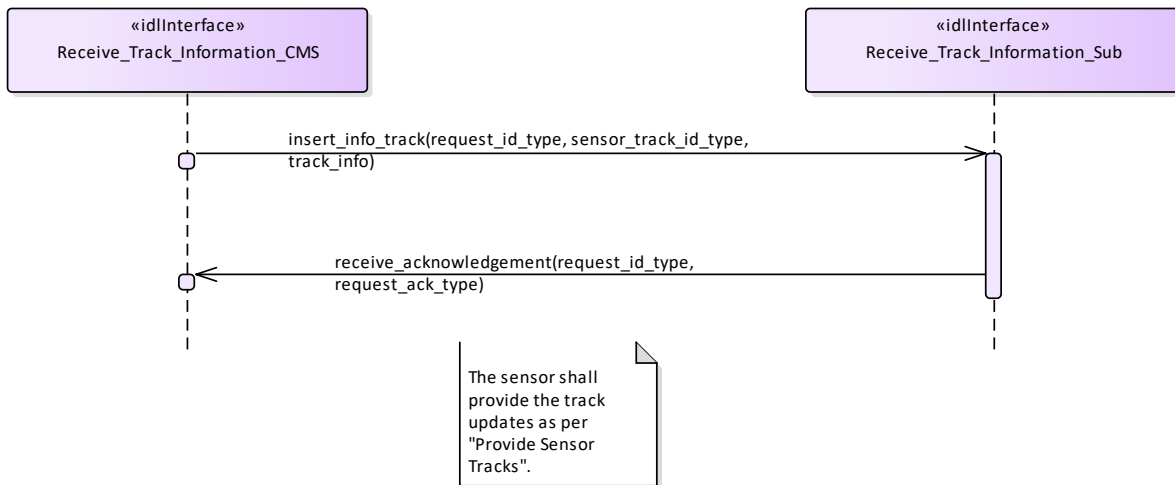 «idlInterface»
Receive_Track_Information_CMS
«idlInterface»
Receive_Track_Information_Sub
insert_info_track(request_id_type, sensor_track_id_type,
track_info)
receive_acknowledgement(request_id_type,
request_ack_type)
The sensor shall
provide the track
updates as per
"Provide Sensor
Tracks".